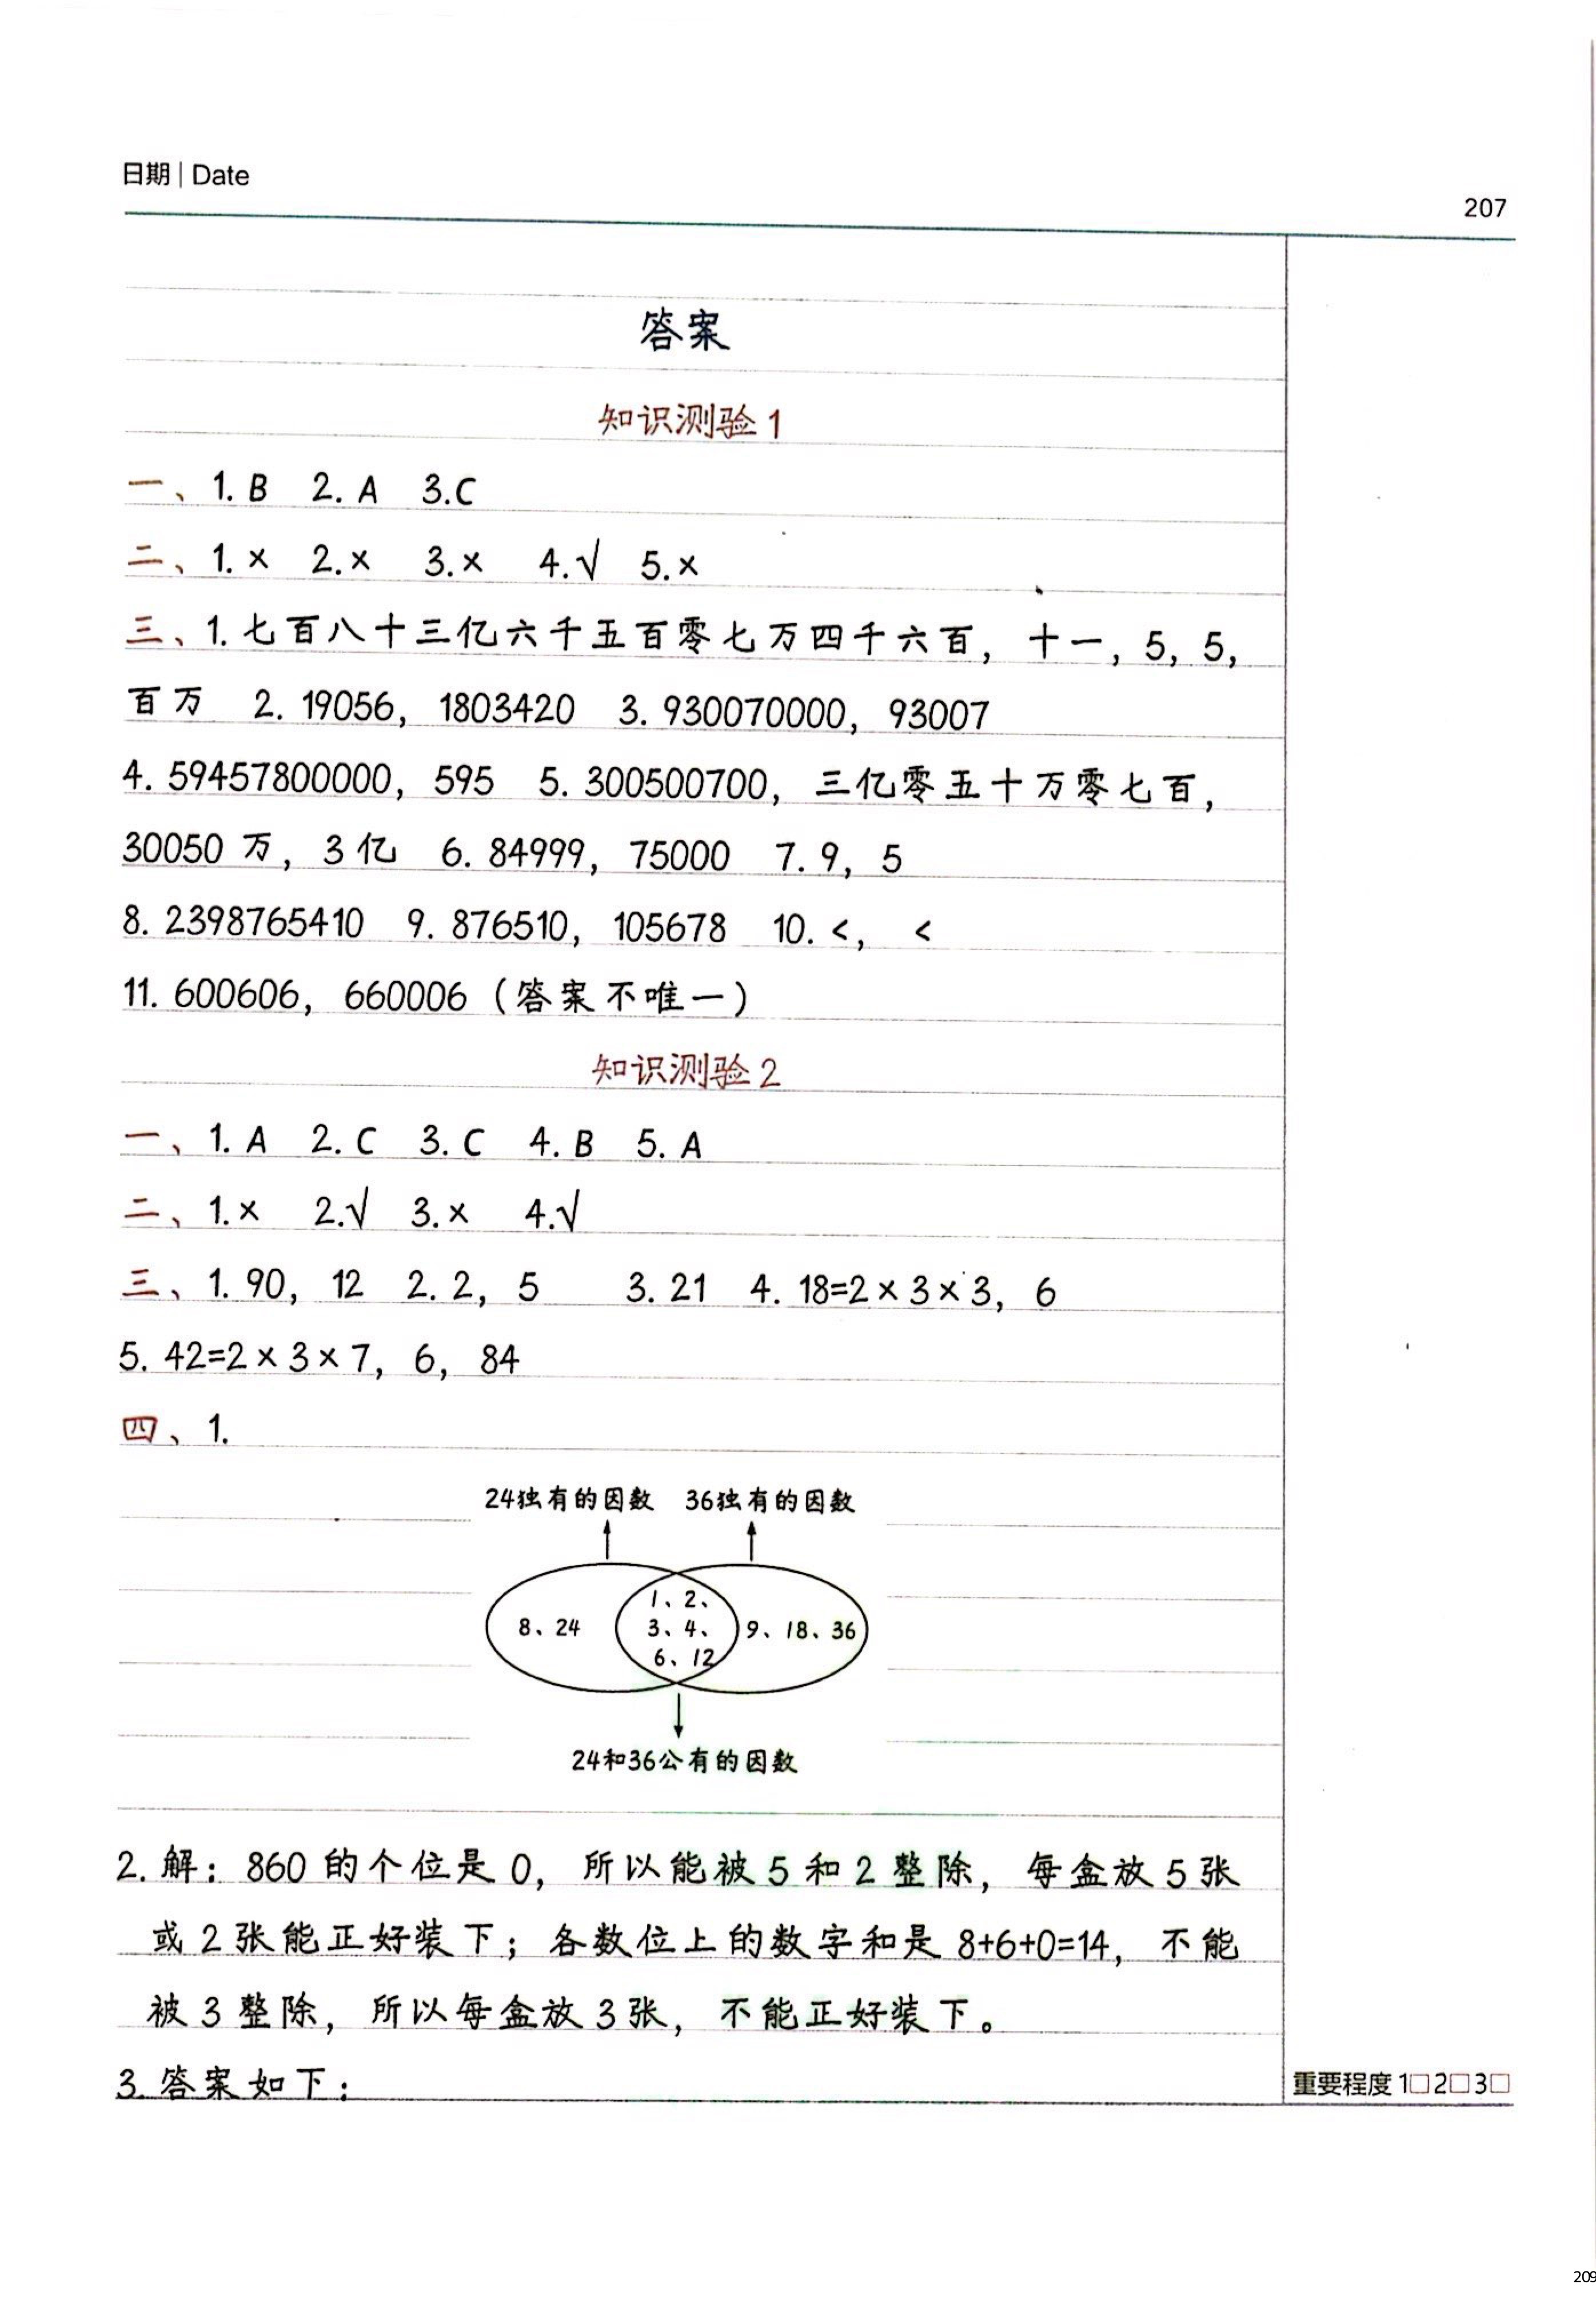 日期 | Date
207
答案
知识测验1
一、1. B 2. A 3.C
二、1. × 2. × 3. × 4.√ 5. ×
三、1. 七百八十三亿六千五百零七万四千六百, 十一, 5, 5,
百万 2. 19056, 1803420 3. 930070000, 93007
4. 59457800000, 595 5. 300500700, 三亿零五十万零七百,
30050 万, 3亿 6. 84999, 75000 7. 9, 5
8. 2398765410 9. 876510, 105678 10. <, <
11. 600606, 660006 (答案不唯一)
知识测验2
一、1. A 2. C 3. C 4. B 5. A
二、1. × 2.√ 3. × 4.√
三、1. 90, 12 2. 2, 5 3. 21 4. 18=2×3×3, 6
5. 42=2×3×7, 6, 84
四、1.
24独有的因数 36独有的因数
1、2、
8、24 3、4、 9、18、36
6、12
24和36公有的因数
2. 解: 860 的个位是 0, 所以能被 5 和 2 整除, 每盒放 5 张
或 2 张能正好装下; 各数位上的数字和是 8+6+0=14, 不能
被 3 整除, 所以每盒放 3 张, 不能正好装下。
3. 答案如下:
重要程度 1□2□3□
209